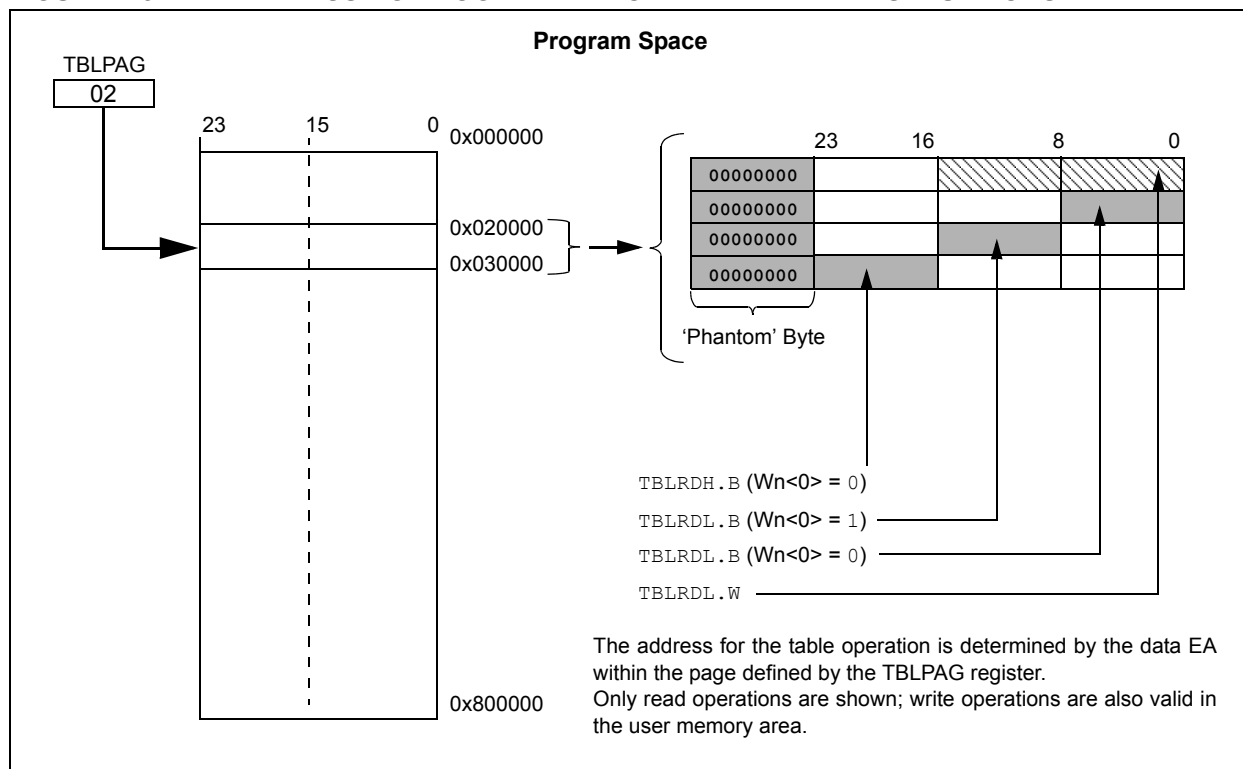 Program Space
TBLPAG
02
23 15 0
0x000000
0x020000
0x030000
0x800000
23 16 8 0
00000000
00000000
00000000
00000000
‘Phantom’ Byte
TBLRDH.B (Wn<0> = 0)
TBLRDL.B (Wn<0> = 1)
TBLRDL.B (Wn<0> = 0)
TBLRDL.W
The address for the table operation is determined by the data EA
within the page defined by the TBLPAG register.
Only read operations are shown; write operations are also valid in
the user memory area.